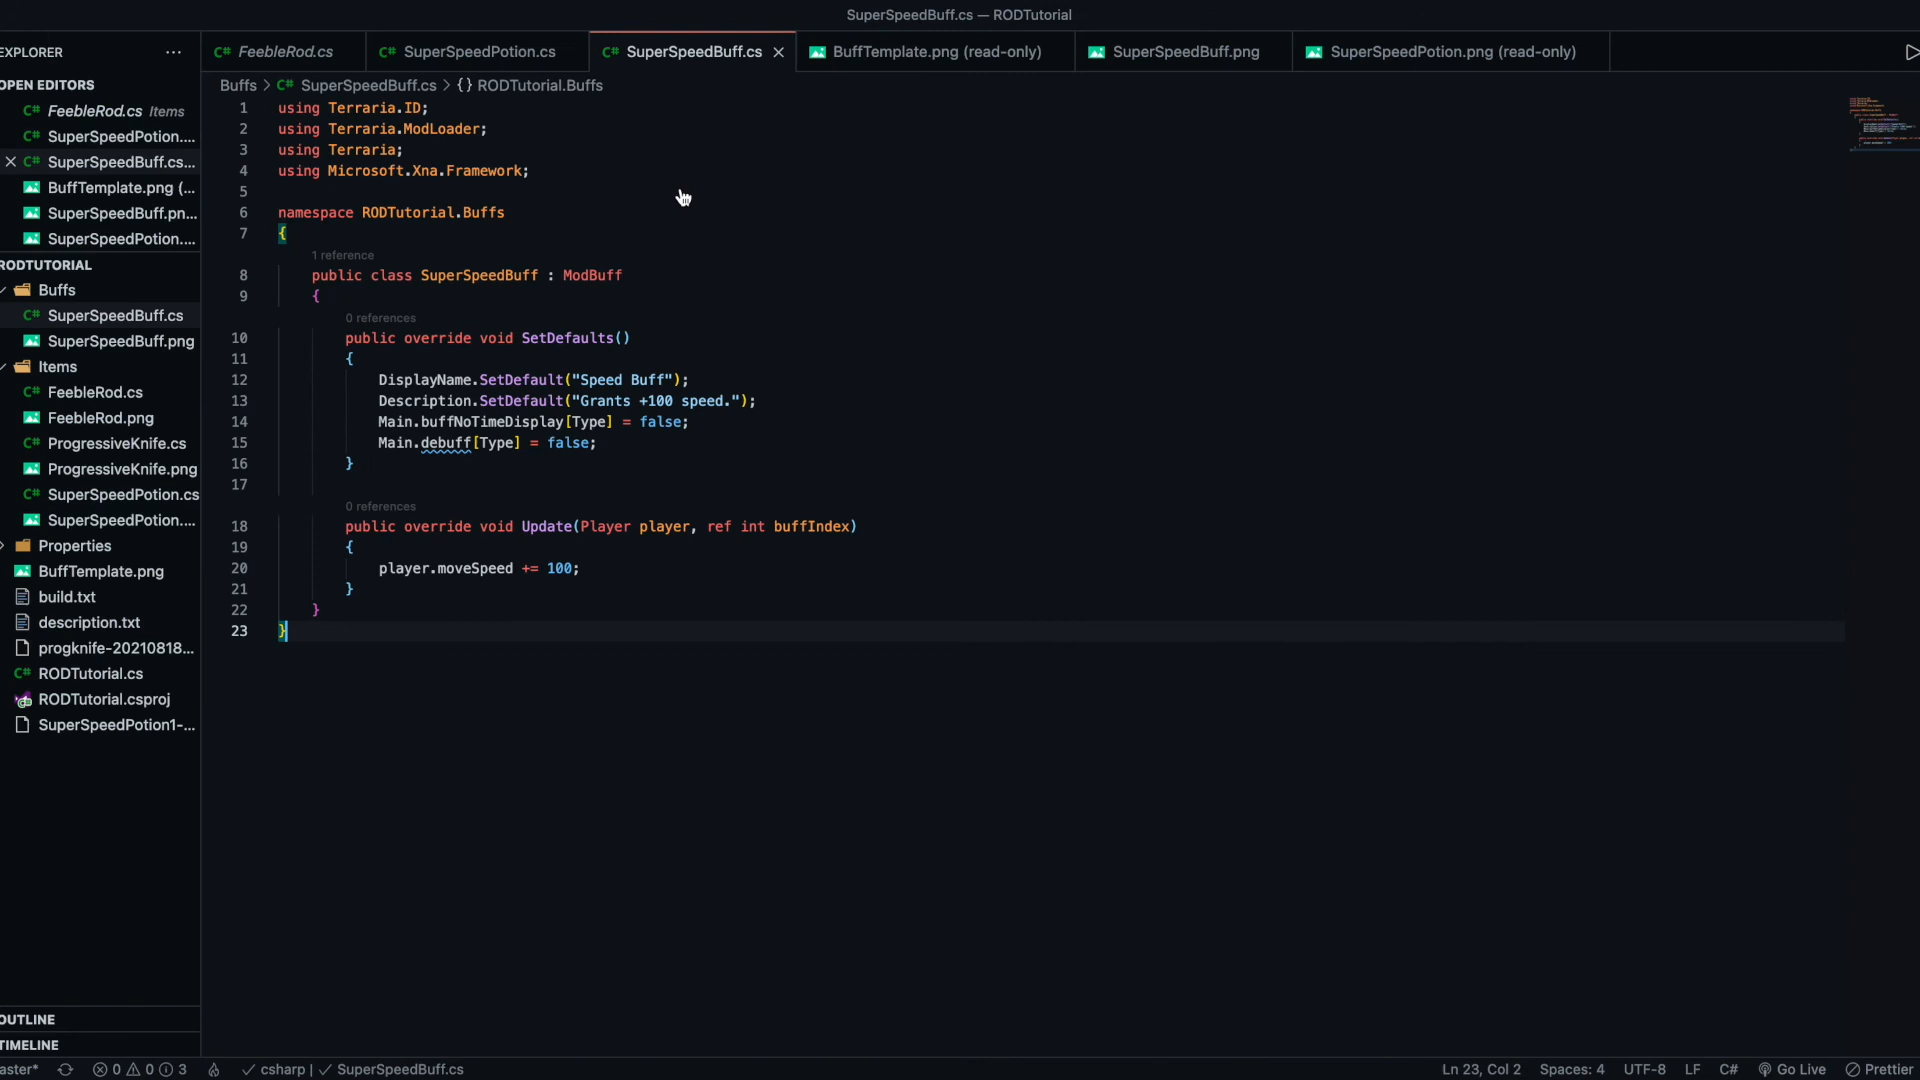 SuperSpeedBuff.cs — RODTutorial
EXPLORER
FeebleRod.cs
SuperSpeedPotion.cs
SuperSpeedBuff.cs
BuffTemplate.png (read-only)
SuperSpeedBuff.png
SuperSpeedPotion.png (read-only)
OPEN EDITORS
FeebleRod.cs Items
SuperSpeedPotion....
SuperSpeedBuff.cs...
BuffTemplate.png (...
SuperSpeedBuff.pn...
SuperSpeedPotion....
RODTUTORIAL
Buffs
SuperSpeedBuff.cs
SuperSpeedBuff.png
Items
FeebleRod.cs
FeebleRod.png
ProgressiveKnife.cs
ProgressiveKnife.png
SuperSpeedPotion.cs
SuperSpeedPotion....
Properties
BuffTemplate.png
build.txt
description.txt
progknife-20210818...
RODTutorial.cs
RODTutorial.csproj
SuperSpeedPotion1-...
OUTLINE
TIMELINE
Buffs > SuperSpeedBuff.cs > {} RODTutorial.Buffs
1 using Terraria.ID;
2 using Terraria.ModLoader;
3 using Terraria;
4 using Microsoft.Xna.Framework;
5
6 namespace RODTutorial.Buffs
7 {
1 reference
8 public class SuperSpeedBuff : ModBuff
9 {
0 references
10 public override void SetDefaults()
11 {
12 DisplayName.SetDefault("Speed Buff");
13 Description.SetDefault("Grants +100 speed.");
14 Main.buffNoTimeDisplay[Type] = false;
15 Main.debuff[Type] = false;
16 }
17
0 references
18 public override void Update(Player player, ref int buffIndex)
19 {
20 player.moveSpeed += 100;
21 }
22 }
23 }
aster* 0 0 3 csharp | SuperSpeedBuff.cs Ln 23, Col 2 Spaces: 4 UTF-8 LF C# Go Live Prettier